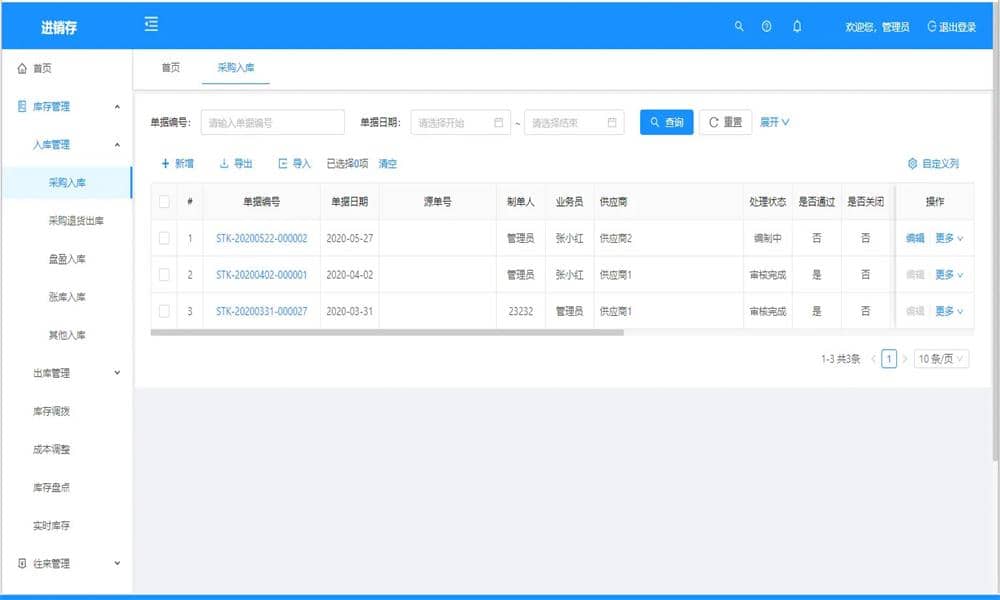 进销存
欢迎您，管理员 退出登录
首页
库存管理
入库管理
采购入库
采购退货出库
盘盈入库
涨库入库
其他入库
出库管理
库存调拨
成本调整
库存盘点
实时库存
往来管理
首页 采购入库
单据编号： 请输入单据编号 单据日期： 请选择开始 ~ 请选择结束 查询 重置 展开
新增 导出 导入 已选择0项 清空 自定义列
# 单据编号 单据日期 源单号 制单人 业务员 供应商 处理状态 是否通过 是否关闭 操作
1 STK-20200522-000002 2020-05-27 管理员 张小红 供应商2 编制中 否 否 编辑 更多
2 STK-20200402-000001 2020-04-02 管理员 张小红 供应商1 审核完成 是 否 编辑 更多
3 STK-20200331-000027 2020-03-31 23232 管理员 供应商1 审核完成 是 否 编辑 更多
1-3 共3条 < 1 > 10 条/页